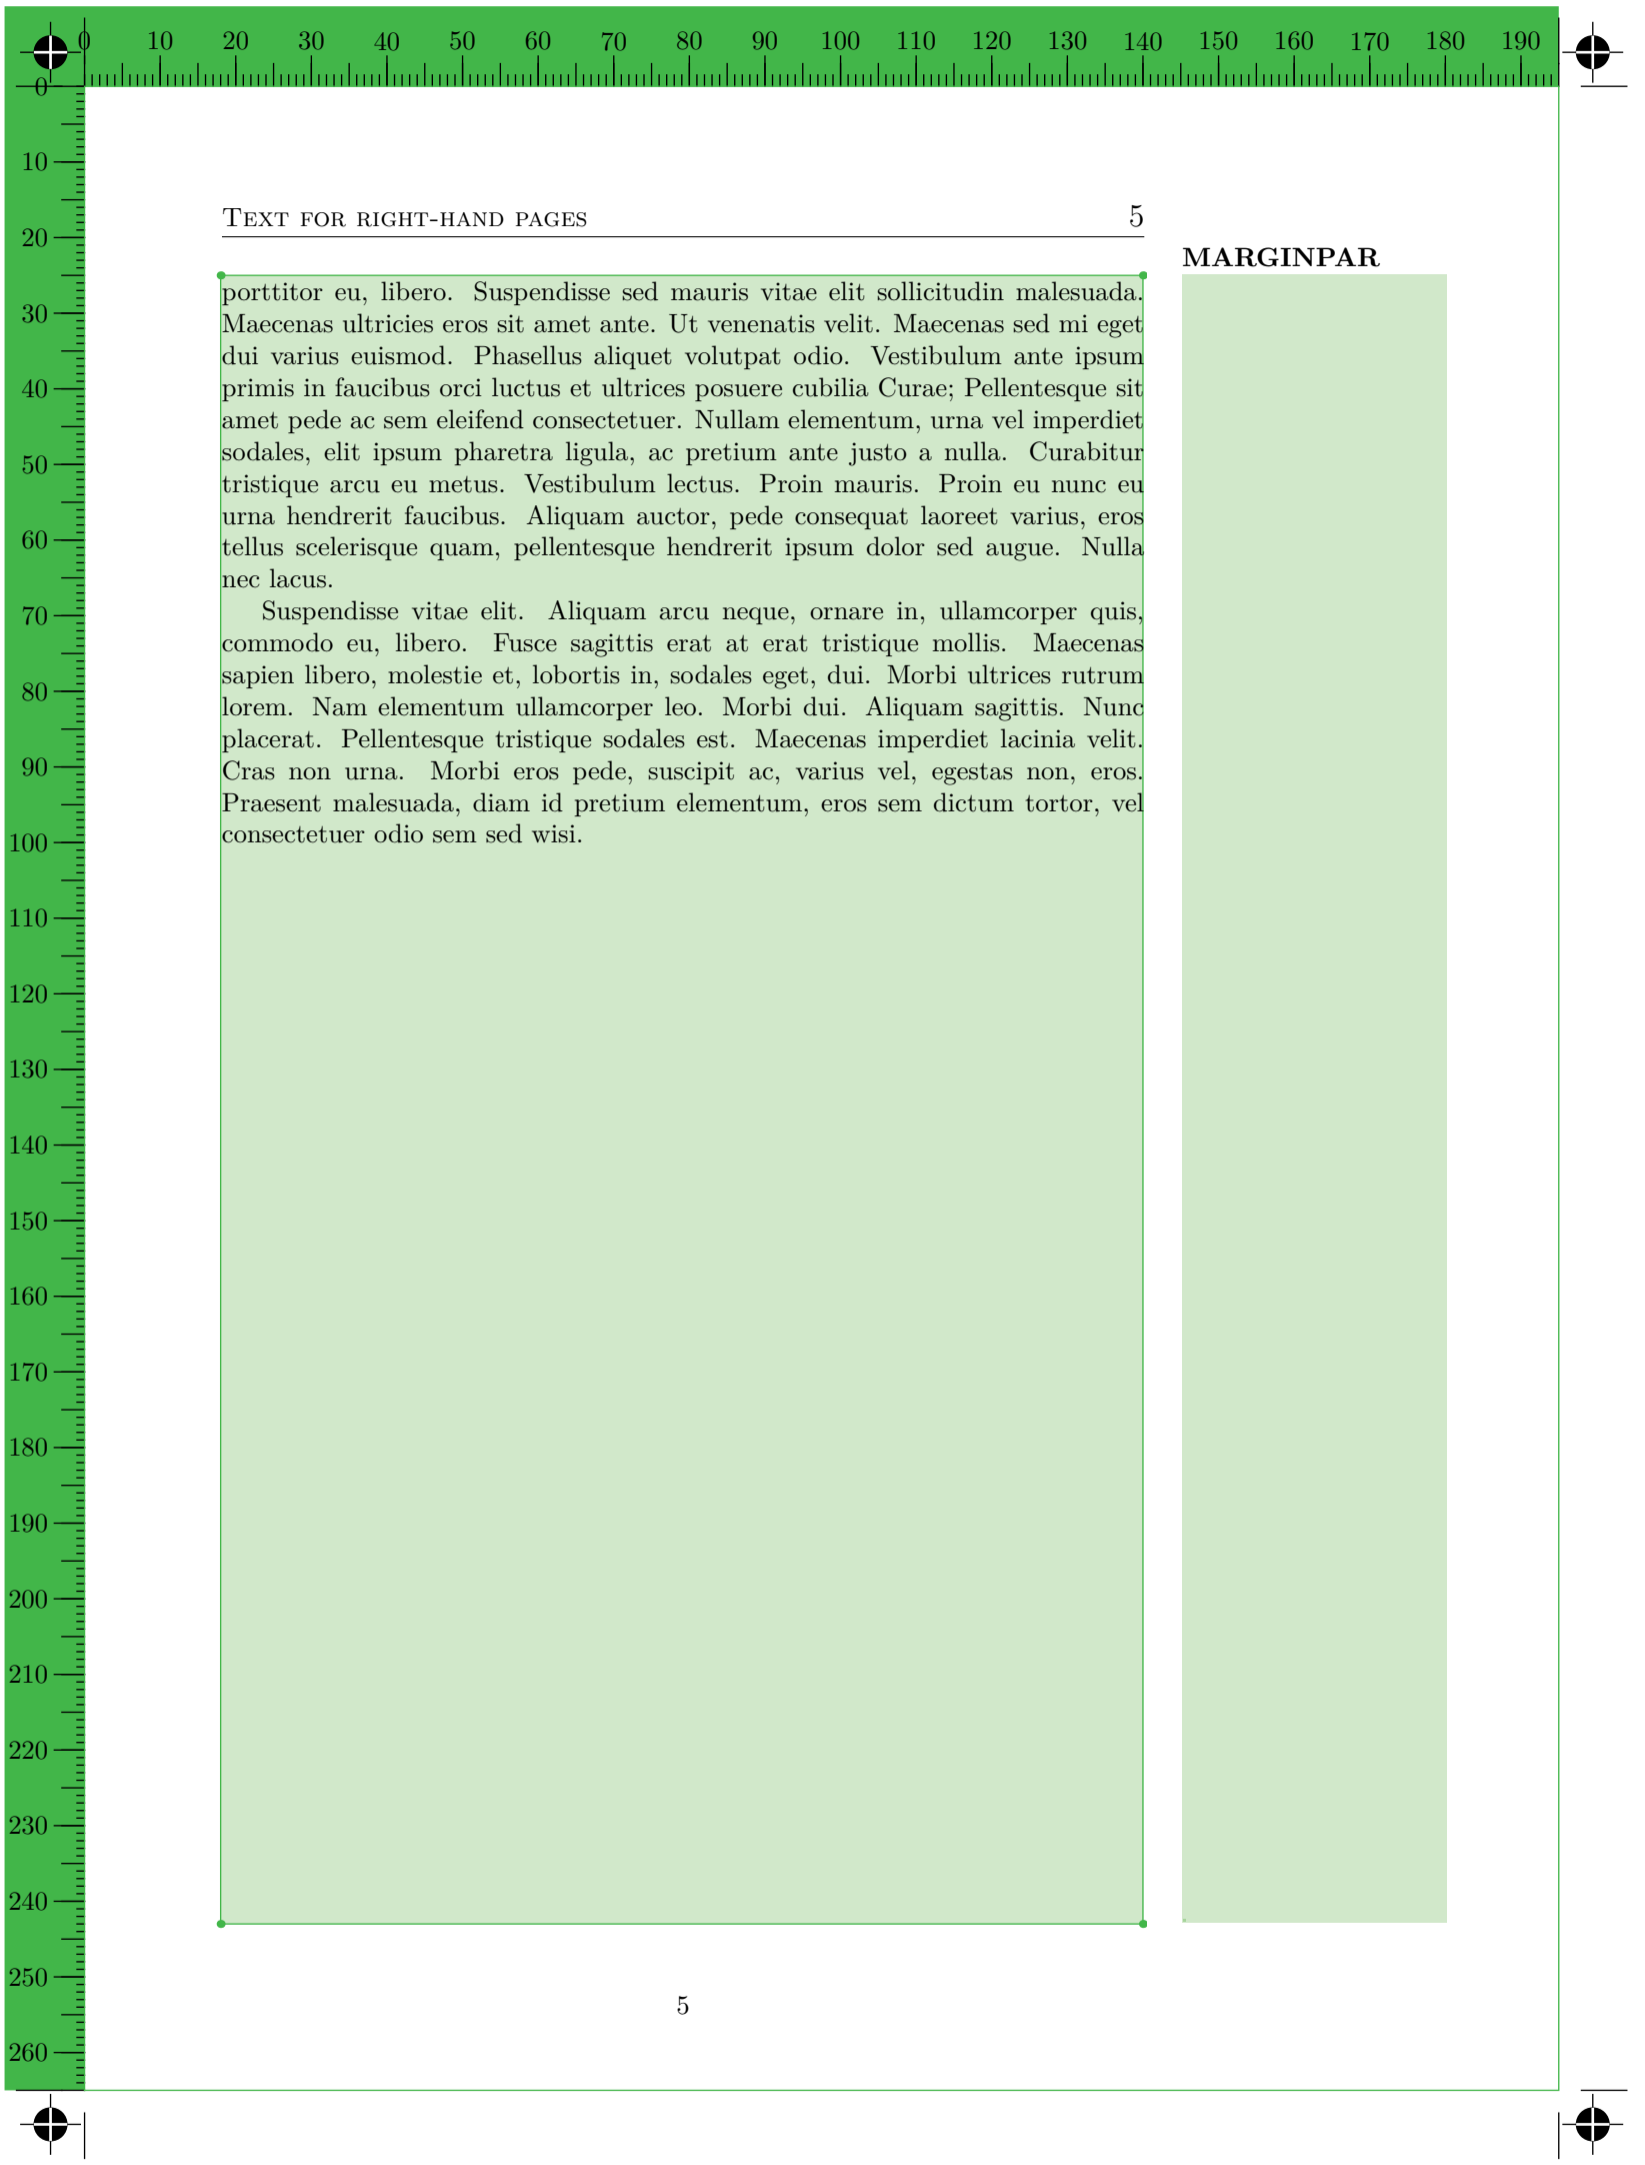 0 10 20 30 40 50 60 70 80 90 100 110 120 130 140 150 160 170 180 190
0
10
20
30
40
50
60
70
80
90
100
110
120
130
140
150
160
170
180
190
200
210
220
230
240
250
260
TEXT FOR RIGHT-HAND PAGES 5
MARGINPAR
porttitor eu, libero. Suspendisse sed mauris vitae elit sollicitudin malesuada.
Maecenas ultricies eros sit amet ante. Ut venenatis velit. Maecenas sed mi eget
dui varius euismod. Phasellus aliquet volutpat odio. Vestibulum ante ipsum
primis in faucibus orci luctus et ultrices posuere cubilia Curae; Pellentesque sit
amet pede ac sem eleifend consectetuer. Nullam elementum, urna vel imperdiet
sodales, elit ipsum pharetra ligula, ac pretium ante justo a nulla. Curabitur
tristique arcu eu metus. Vestibulum lectus. Proin mauris. Proin eu nunc eu
urna hendrerit faucibus. Aliquam auctor, pede consequat laoreet varius, eros
tellus scelerisque quam, pellentesque hendrerit ipsum dolor sed augue. Nulla
nec lacus.
Suspendisse vitae elit. Aliquam arcu neque, ornare in, ullamcorper quis,
commodo eu, libero. Fusce sagittis erat at erat tristique mollis. Maecenas
sapien libero, molestie et, lobortis in, sodales eget, dui. Morbi ultrices rutrum
lorem. Nam elementum ullamcorper leo. Morbi dui. Aliquam sagittis. Nunc
placerat. Pellentesque tristique sodales est. Maecenas imperdiet lacinia velit.
Cras non urna. Morbi eros pede, suscipit ac, varius vel, egestas non, eros.
Praesent malesuada, diam id pretium elementum, eros sem dictum tortor, vel
consectetuer odio sem sed wisi.
5